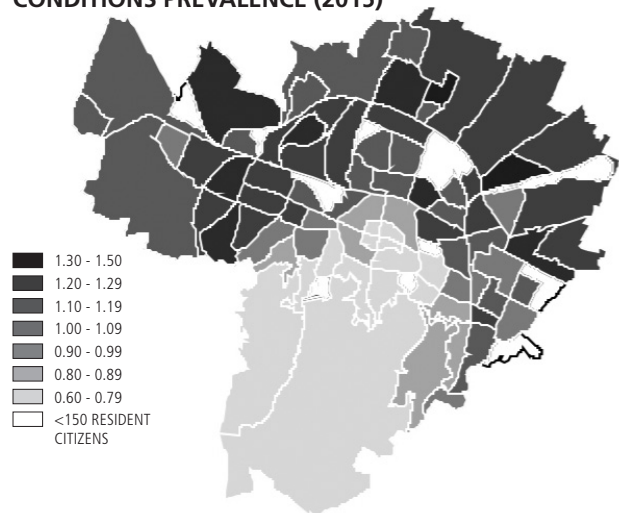 CONDITIONS PREVALENCE (2015)
1.30 - 1.50
1.20 - 1.29
1.10 - 1.19
1.00 - 1.09
0.90 - 0.99
0.80 - 0.89
0.60 - 0.79
<150 RESIDENT
CITIZENS